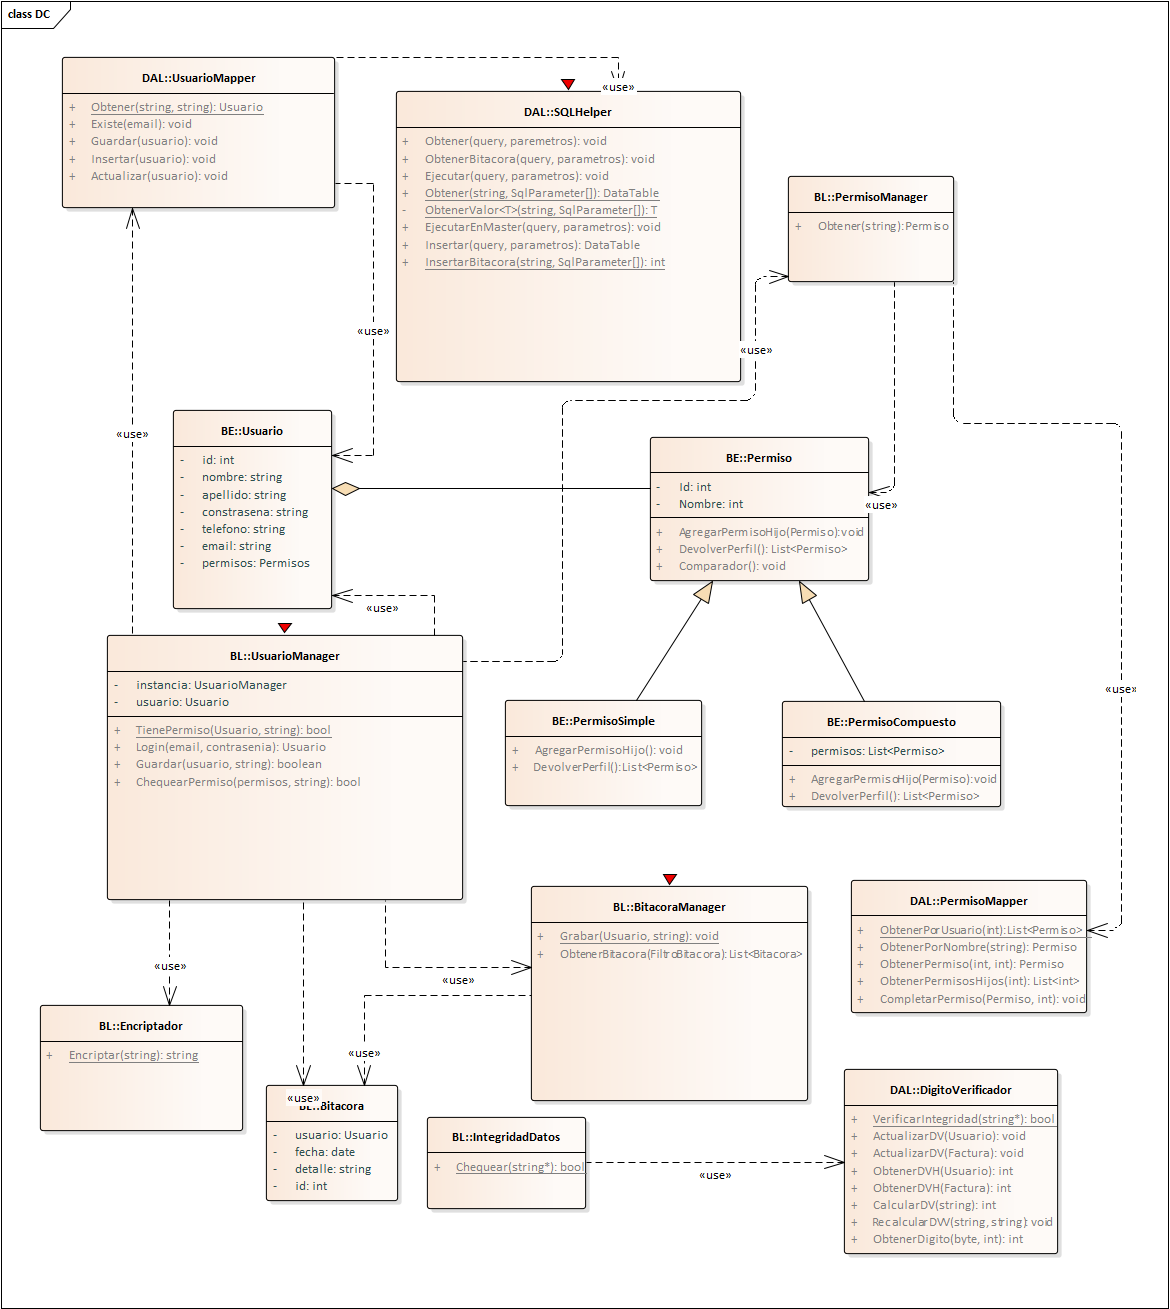 class DC
DAL::UsuarioMapper
+ Obtener(string, string): Usuario
+ Existe(email): void
+ Guardar(usuario): void
+ Insertar(usuario): void
+ Actualizar(usuario): void
«use»
DAL::SQLHelper
+ Obtener(query, paremetros): void
+ ObtenerBitacora(query, parametros): void
+ Ejecutar(query, parametros): void
+ Obtener(string, SqlParameter[]): DataTable
- ObtenerValor<T>(string, SqlParameter[]): T
+ EjecutarEnMaster(query, parametros): void
+ Insertar(query, parametros): DataTable
+ InsertarBitacora(string, SqlParameter[]): int
BL::PermisoManager
+ Obtener(string):Permiso
«use»
«use»
«use»
BE::Usuario
- id: int
- nombre: string
- apellido: string
- constrasena: string
- telefono: string
- email: string
- permisos: Permisos
BE::Permiso
- Id: int
- Nombre: int
+ AgregarPermisoHijo(Permiso):void
+ DevolverPerfil(): List<Permiso>
+ Comparador(): void
«use»
«use»
BL::UsuarioManager
- instancia: UsuarioManager
- usuario: Usuario
+ TienePermiso(Usuario, string): bool
+ Login(email, contrasenia): Usuario
+ Guardar(usuario, string): boolean
+ ChequearPermiso(permisos, string): bool
«use»
BE::PermisoSimple
+ AgregarPermisoHijo(): void
+ DevolverPerfil():List<Permiso>
BE::PermisoCompuesto
- permisos: List<Permiso>
+ AgregarPermisoHijo(Permiso):void
+ DevolverPerfil(): List<Permiso>
BL::BitacoraManager
+ Grabar(Usuario, string): void
+ ObtenerBitacora(FiltroBitacora):List<Bitacora>
DAL::PermisoMapper
+ ObtenerPorUsuario(int):List<Permiso>
+ ObtenerPorNombre(string): Permiso
+ ObtenerPermiso(int, int): Permiso
+ ObtenerPermisosHijos(int): List<int>
+ CompletarPermiso(Permiso, int): void
«use»
«use»
BL::Encriptador
+ Encriptar(string): string
«use»
«use»
Bitacora
- usuario: Usuario
- fecha: date
- detalle: string
- id: int
BL::IntegridadDatos
+ Chequear(string*): bool
«use»
DAL::DigitoVerificador
+ VerificarIntegridad(string*): bool
+ ActualizarDV(Usuario): void
+ ActualizarDV(Factura): void
+ ObtenerDVH(Usuario): int
+ ObtenerDVH(Factura): int
+ CalcularDV(string): int
+ RecalcularDVV(string, string): void
+ ObtenerDigito(byte, int): int